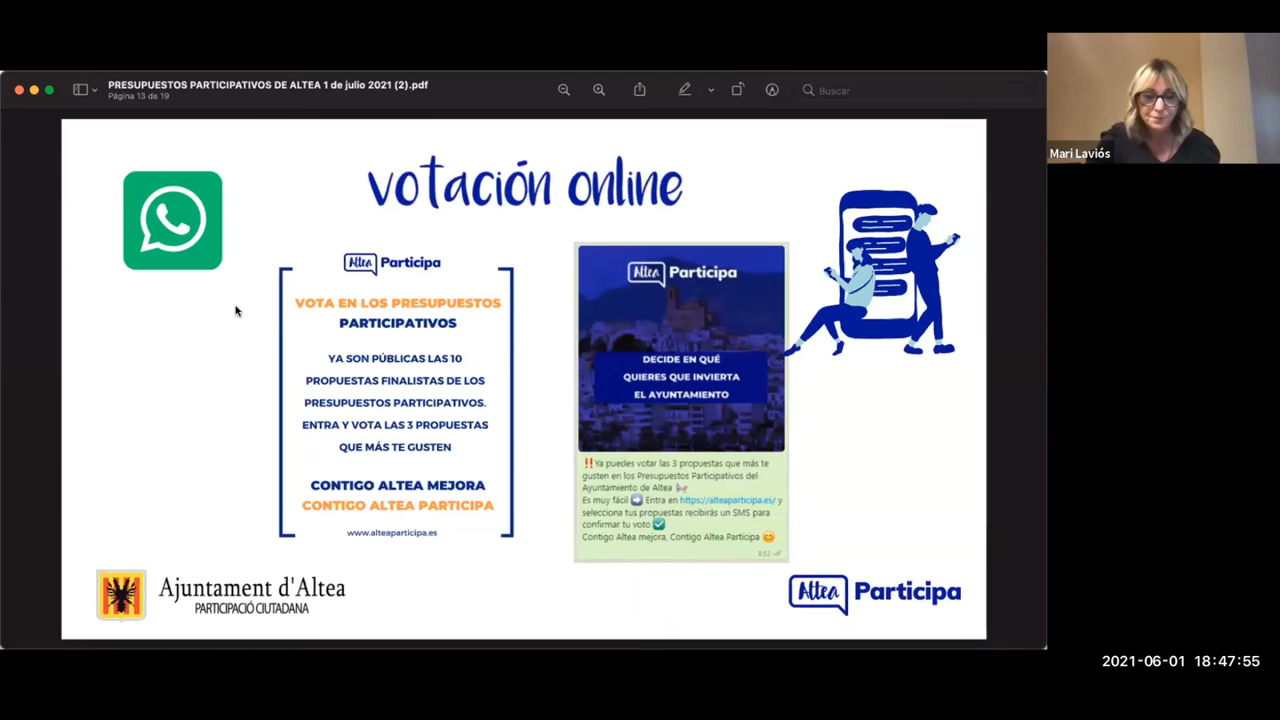 PRESUPUESTOS PARTICIPATIVOS DE ALTEA 1 de julio 2021 (2).pdf
Página 13 de 19
Buscar
votación online
Altea Participa
VOTA EN LOS PRESUPUESTOS
PARTICIPATIVOS
YA SON PÚBLICAS LAS 10
PROPUESTAS FINALISTAS DE LOS
PRESUPUESTOS PARTICIPATIVOS.
ENTRA Y VOTA LAS 3 PROPUESTAS
QUE MÁS TE GUSTEN
CONTIGO ALTEA MEJORA
CONTIGO ALTEA PARTICIPA
www.alteaparticipa.es
Altea Participa
DECIDE EN QUÉ
QUIERES QUE INVIERTA
EL AYUNTAMIENTO
‼️Ya puedes votar las 3 propuestas que más te
gusten en los Presupuestos Participativos del
Ayuntamiento de Altea
Es muy fácil ➡️ Entra en https://alteaparticipa.es/ y
selecciona tus propuestas recibirás un SMS para
confirmar tu voto ✅
Contigo Altea mejora, Contigo Altea Participa 😊
9:52
Ajuntament d'Altea
PARTICIPACIÓ CIUTADANA
Altea Participa
Mari Laviós
2021-06-01 18:47:55